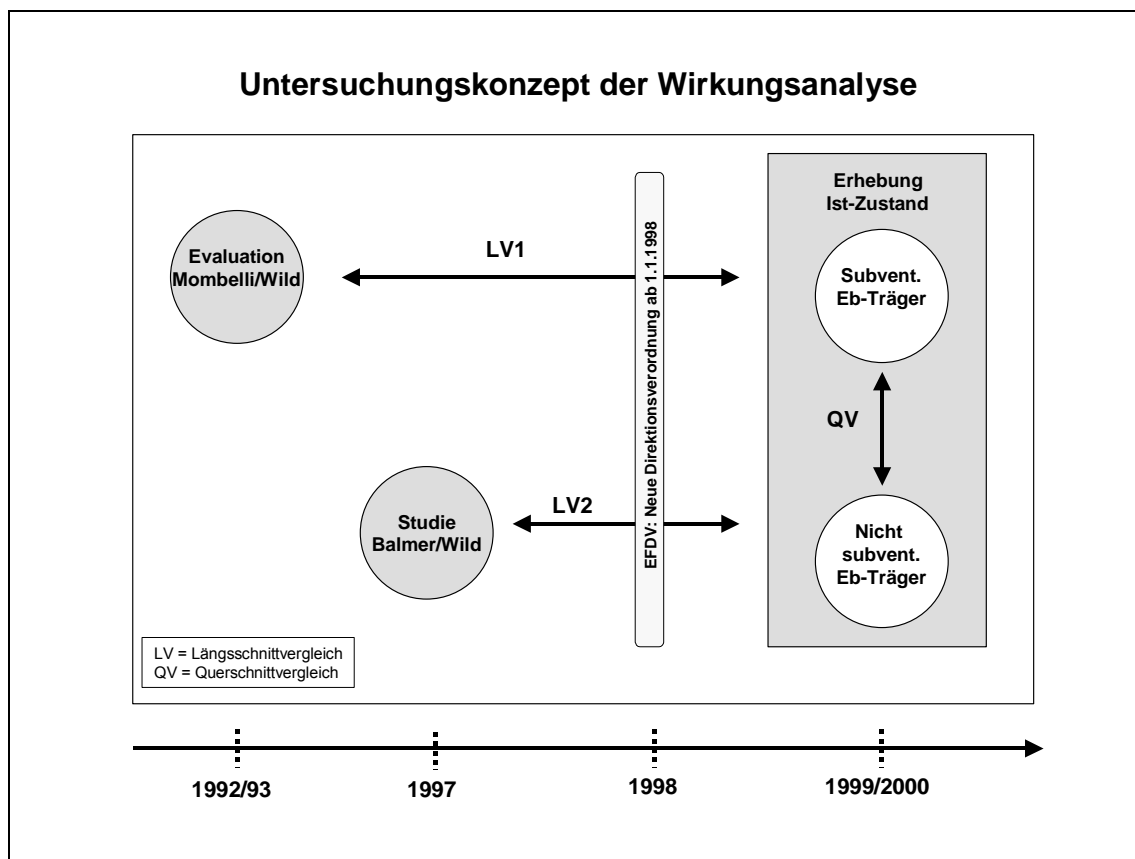 Untersuchungskonzept der Wirkungsanalyse
Evaluation
Mombelli/Wild
LV1
EFDV: Neue Direktionsverordnung ab 1.1.1998
Erhebung
Ist-Zustand
Subvent.
Eb-Träger
QV
Studie
Balmer/Wild
LV2
Nicht
subvent.
Eb-Träger
LV = Längsschnittvergleich
QV = Querschnittvergleich
1992/93
1997
1998
1999/2000